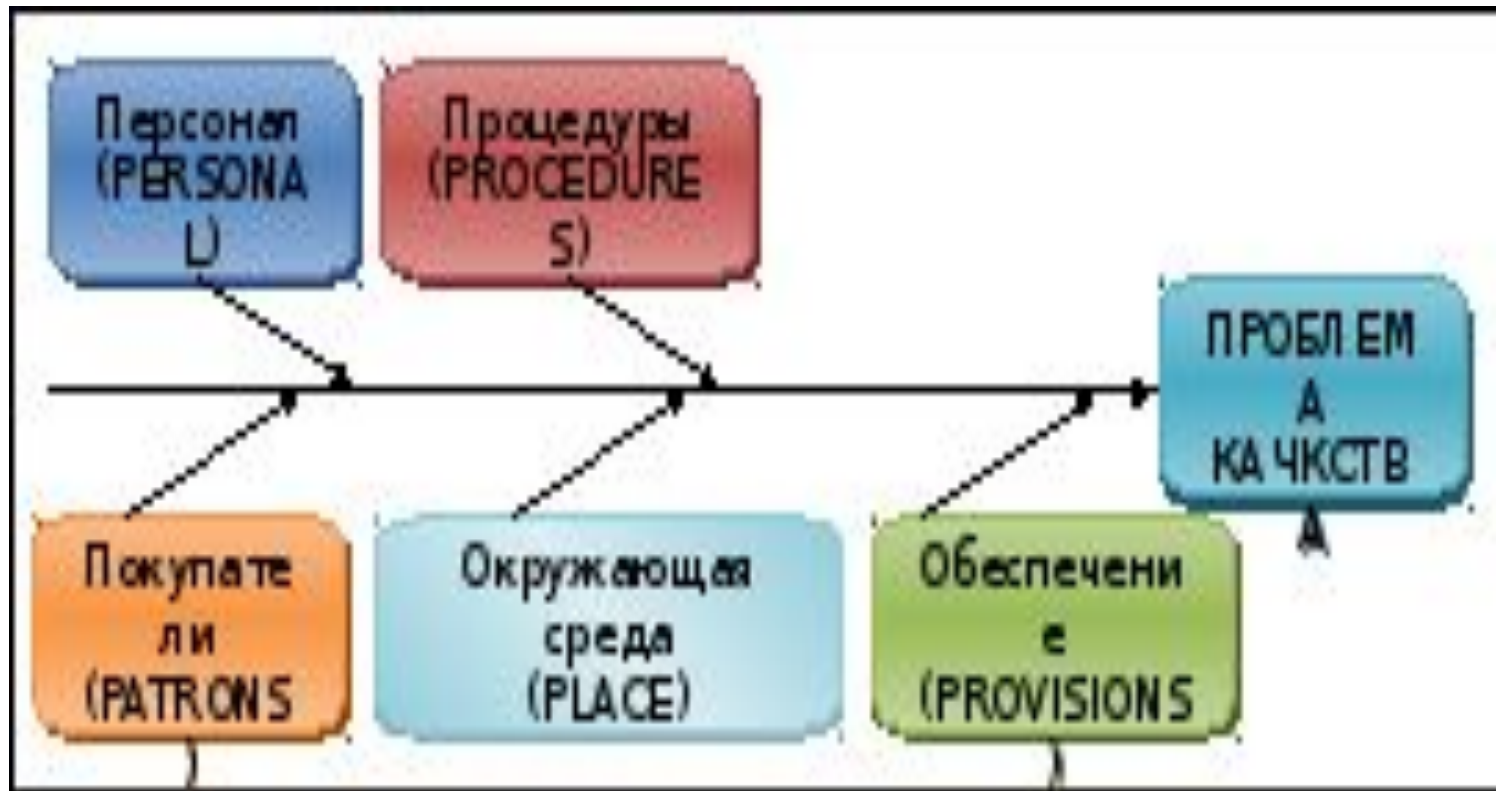 Персонал
(PERSONA
L)
Процедуры
(PROCEDURE
S)
ПРОБЛЕМ
А
КАЧКСТВ
А
Покупате
ли
(PATRONS
)
Окружающая
среда
(PLACE)
Обеспечени
е
(PROVISIONS
)